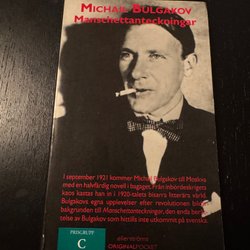 MICHAIL BULGAKOV
Manschettanteckningar
I september 1921 kommer Michail Bulgakov till Moskva
med en halvfärdig novell i bagaget. Från inbördeskrigets
kaos kastas han in i 1920-talets bisarra litterära värld.
Bulgakovs egna upplevelser efter revolutionen bildar
bakgrunden till Manschettanteckningar, den enda berät-
telse av Bulgakov som hittills inte utkommit på svenska.
PRISGRUPP
C
ellerströms
ORIGINALPOCKET